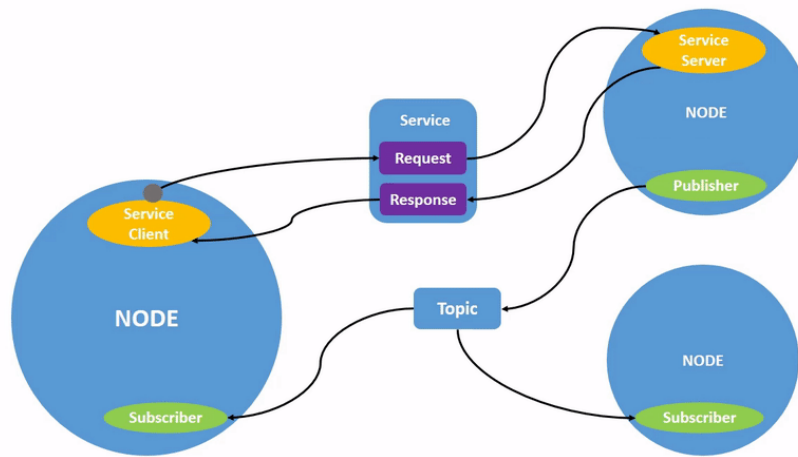 Service
Server
NODE
Publisher
Service
Request
Response
Service
Client
NODE
Subscriber
Topic
NODE
Subscriber